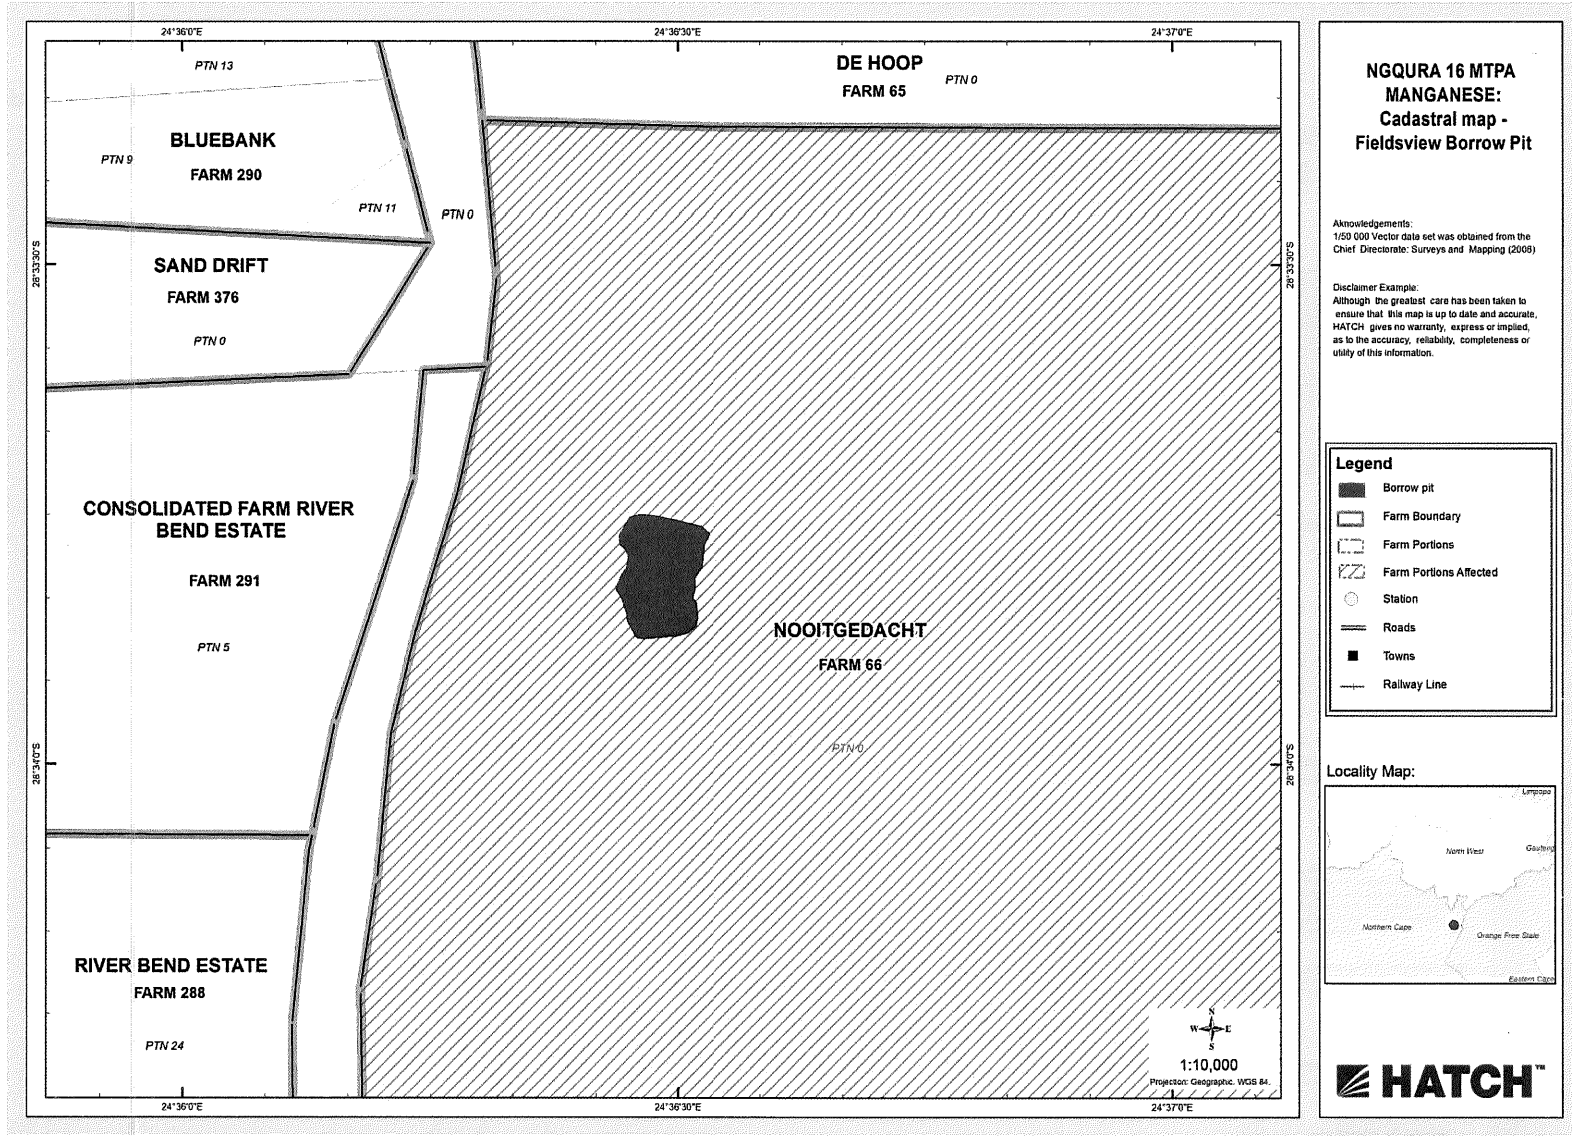 24°36'0"E
24°36'30"E
24°37'0"E
PTN 13
DE HOOP
PTN 0
FARM 65
BLUEBANK
PTN 9
FARM 290
PTN 11
PTN 0
28°33'30"S
28°33'30"S
SAND DRIFT
FARM 376
PTN 0
CONSOLIDATED FARM RIVER
BEND ESTATE
FARM 291
PTN 5
NOOITGEDACHT
FARM 66
PTN 0
28°34'0"S
28°34'0"S
RIVER BEND ESTATE
FARM 288
PTN 24
N
W E
S
1:10,000
Projection: Geographic. WGS 84.
24°36'0"E
24°36'30"E
24°37'0"E
NGQURA 16 MTPA
MANGANESE:
Cadastral map -
Fieldsview Borrow Pit
Aknowledgements:
1/50 000 Vector data set was obtained from the
Chief Directorate: Surveys and Mapping (2006)
Disclaimer Example:
Although the greatest care has been taken to
ensure that this map is up to date and accurate,
HATCH gives no warranty, express or implied,
as to the accuracy, reliability, completeness or
utility of this information.
Legend
Borrow pit
Farm Boundary
Farm Portions
Farm Portions Affected
Station
Roads
Towns
Railway Line
Locality Map:
Limpopo
North West
Gauteng
Northern Cape
Orange Free State
Eastern Cape
HATCH™